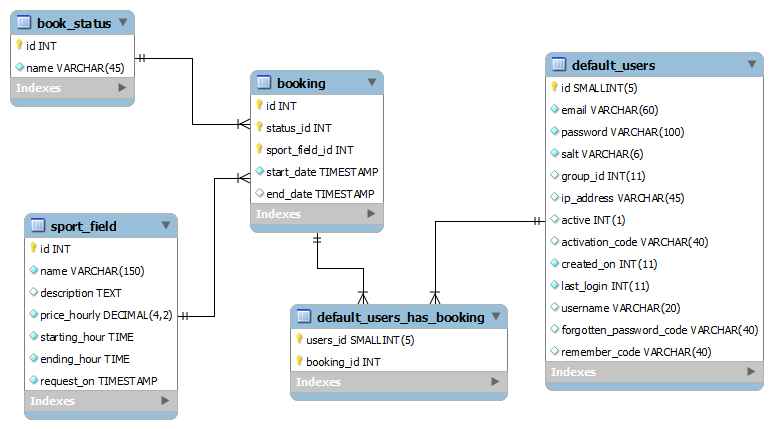 book_status
id INT
name VARCHAR(45)
Indexes
booking
id INT
status_id INT
sport_field_id INT
start_date TIMESTAMP
end_date TIMESTAMP
Indexes
default_users
id SMALLINT(5)
email VARCHAR(60)
password VARCHAR(100)
salt VARCHAR(6)
group_id INT(11)
ip_address VARCHAR(45)
active INT(1)
activation_code VARCHAR(40)
created_on INT(11)
last_login INT(11)
username VARCHAR(20)
forgotten_password_code VARCHAR(40)
remember_code VARCHAR(40)
Indexes
sport_field
id INT
name VARCHAR(150)
description TEXT
price_hourly DECIMAL(4,2)
starting_hour TIME
ending_hour TIME
request_on TIMESTAMP
Indexes
default_users_has_booking
users_id SMALLINT(5)
booking_id INT
Indexes